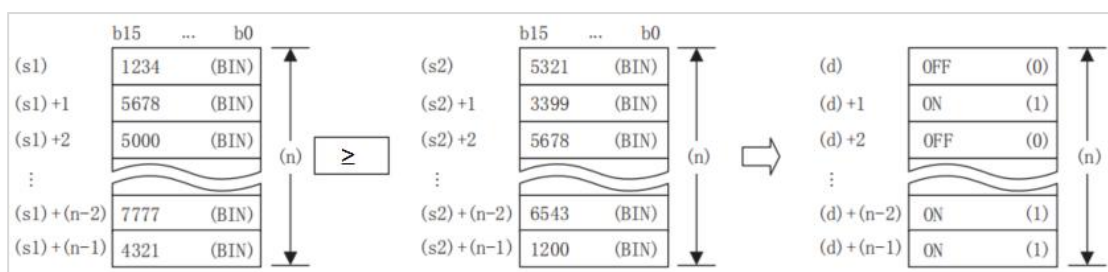 b15 ... b0 b15 ... b0
(s1) 1234 (BIN) (s2) 5321 (BIN) (d) OFF (0)
(s1)+1 5678 (BIN) (s2)+1 3399 (BIN) (d)+1 ON (1)
(s1)+2 5000 (BIN) (s2)+2 5678 (BIN) (d)+2 OFF (0)
(n) ≥ (n) (n)
⋮ ⋮ ⋮
(s1)+(n-2) 7777 (BIN) (s2)+(n-2) 6543 (BIN) (d)+(n-2) ON (1)
(s1)+(n-1) 4321 (BIN) (s2)+(n-1) 1200 (BIN) (d)+(n-1) ON (1)